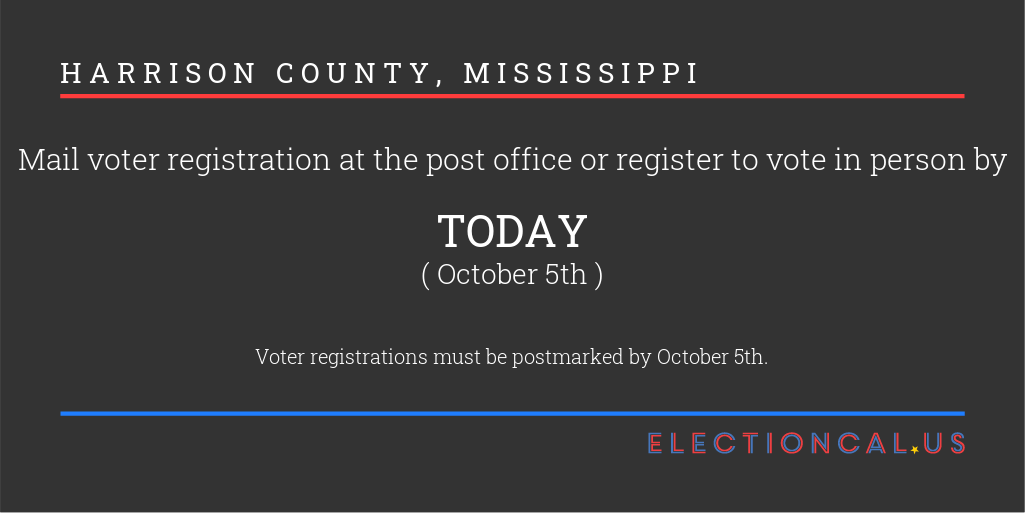 HARRISON COUNTY, MISSISSIPPI
Mail voter registration at the post office or register to vote in person by
TODAY
( October 5th )
Voter registrations must be postmarked by October 5th.
ELECTIONCAL.US